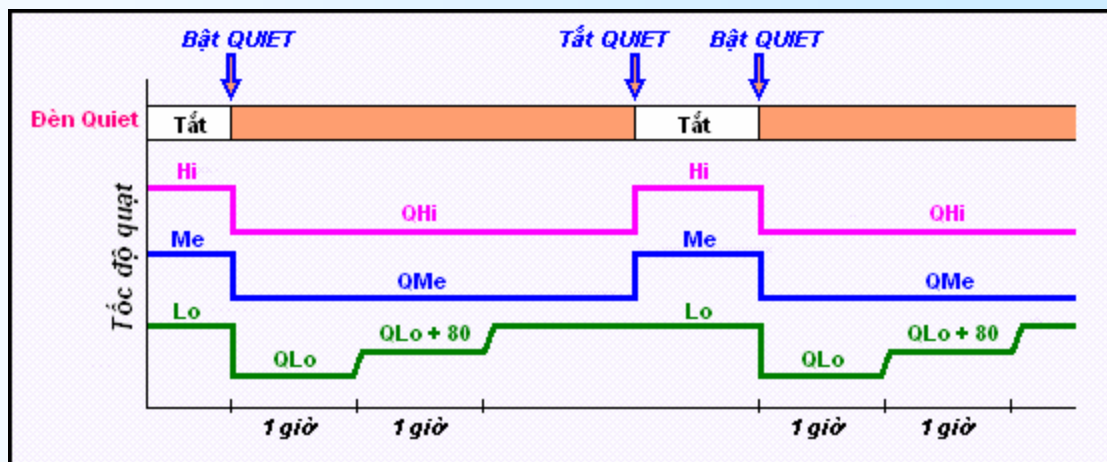 Bật QUIET Tắt QUIET Bật QUIET
Đèn Quiet Tắt Tắt
Tốc độ quạt
Hi Hi
QHi QHi
Me Me
QMe QMe
Lo Lo
QLo + 80 QLo + 80
QLo QLo
1 giờ 1 giờ 1 giờ 1 giờ